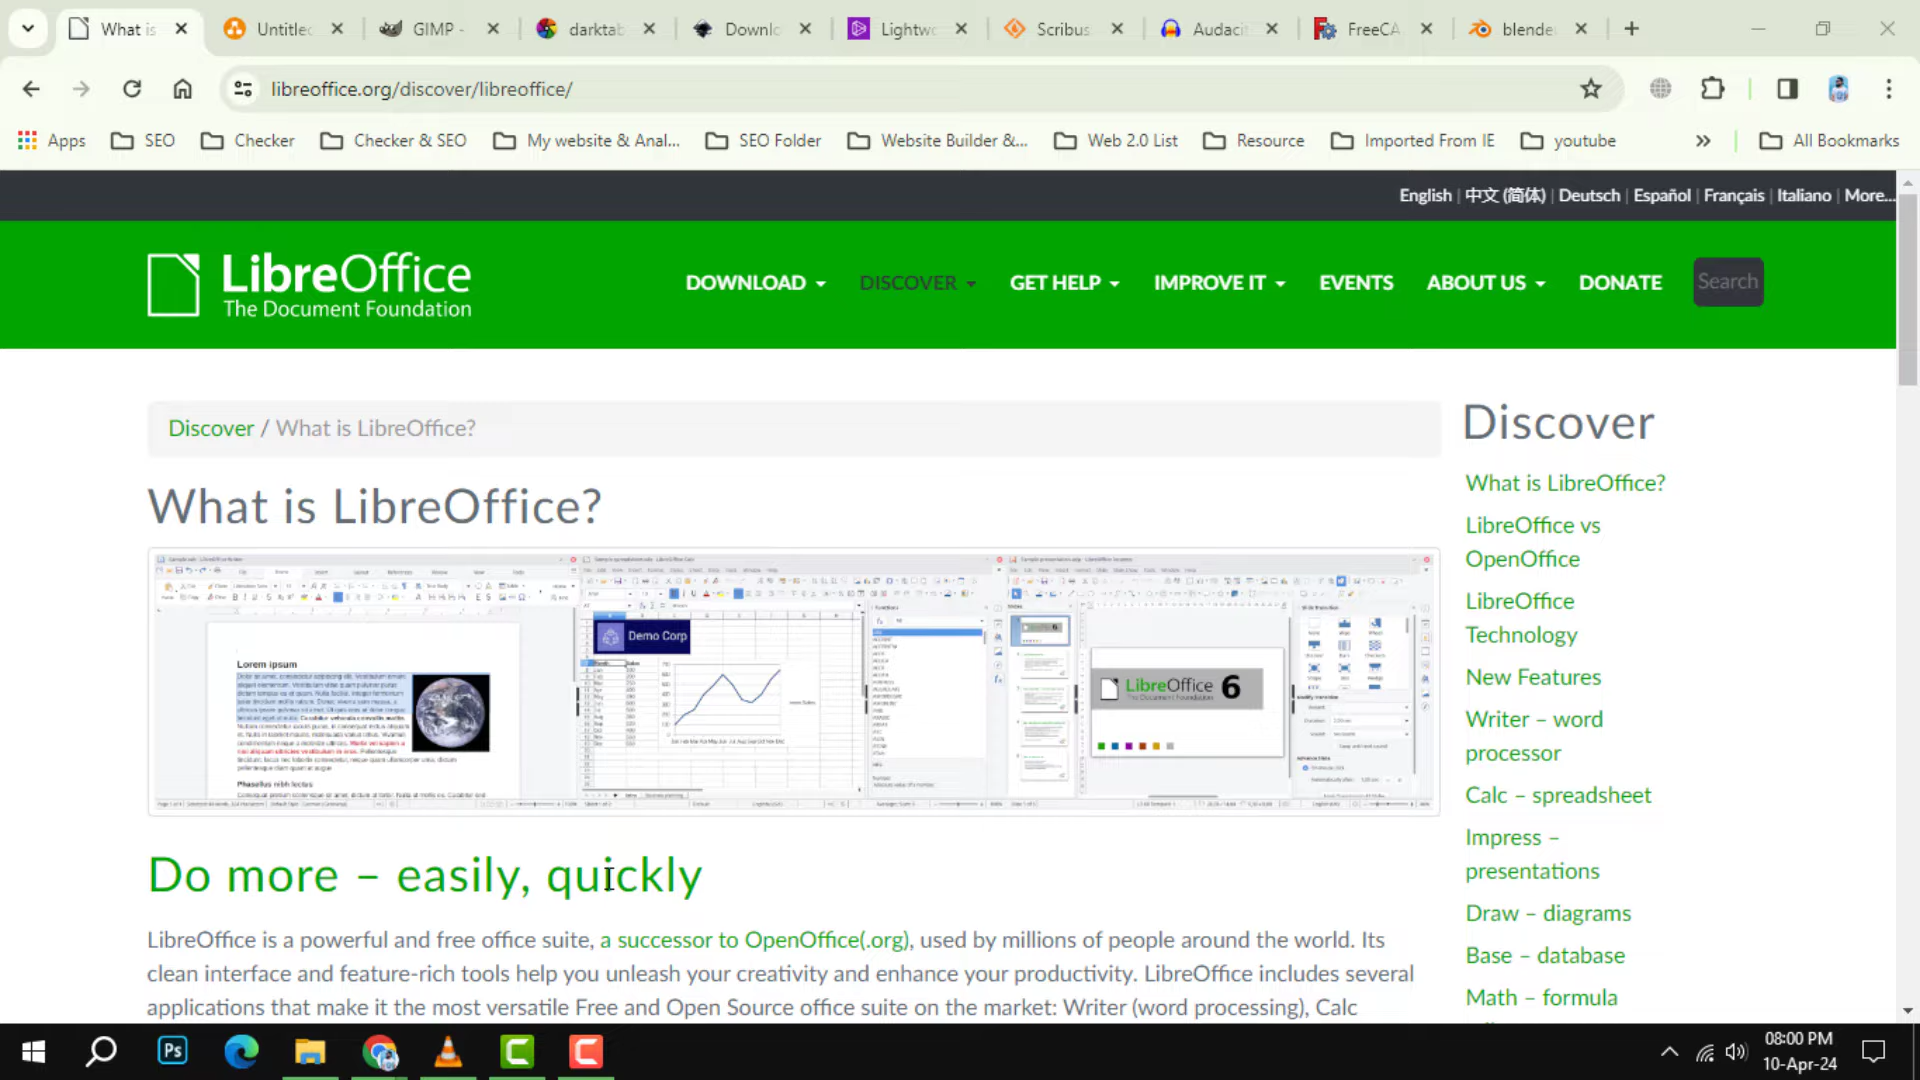 What is
Untitled
GIMP -
darktab
Downlo
Lightwo
Scribus
Audacit
FreeCA
blende
libreoffice.org/discover/libreoffice/
Apps
SEO
Checker
Checker & SEO
My website & Anal...
SEO Folder
Website Builder &...
Web 2.0 List
Resource
Imported From IE
youtube
All Bookmarks
English | 中文 (简体) | Deutsch | Español | Français | Italiano | More...
LibreOffice
The Document Foundation
DOWNLOAD
DISCOVER
GET HELP
IMPROVE IT
EVENTS
ABOUT US
DONATE
Search
Discover / What is LibreOffice?
What is LibreOffice?
Lorem ipsum
Phasellus nibh lectus
Demo Corp
LibreOffice 6
The Document Foundation
Do more – easily, quickly
LibreOffice is a powerful and free office suite, a successor to OpenOffice(.org), used by millions of people around the world. Its
clean interface and feature-rich tools help you unleash your creativity and enhance your productivity. LibreOffice includes several
applications that make it the most versatile Free and Open Source office suite on the market: Writer (word processing), Calc
Discover
What is LibreOffice?
LibreOffice vs
OpenOffice
LibreOffice
Technology
New Features
Writer – word
processor
Calc – spreadsheet
Impress –
presentations
Draw – diagrams
Base – database
Math – formula
Ps
08:00 PM
10-Apr-24